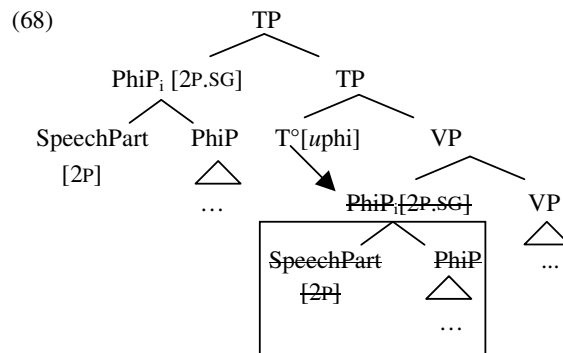 (68) TP
PhiPi [2P.SG] TP
SpeechPart PhiP T°[uphi] VP
[2P]
… PhiPi[2P.SG] VP
SpeechPart PhiP ...
[2P]
…